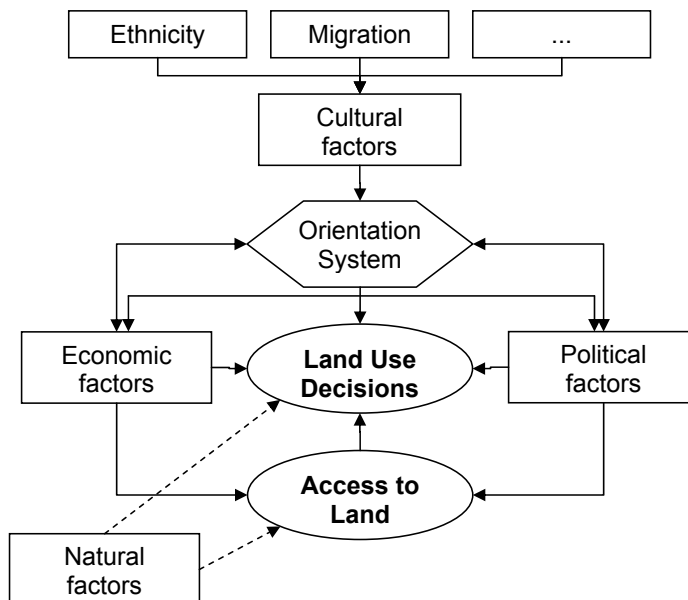 Ethnicity
Migration
...
Cultural
factors
Orientation
System
Economic
factors
Land Use
Decisions
Political
factors
Access to
Land
Natural
factors